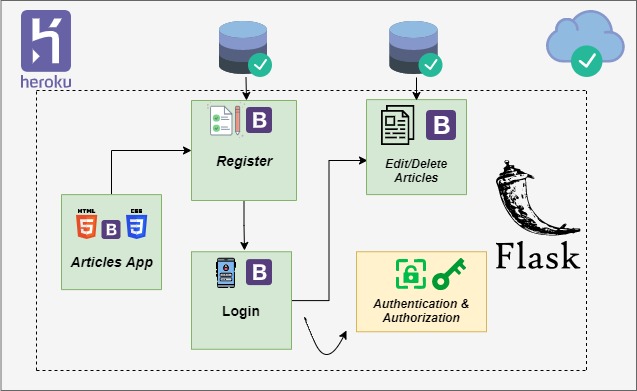 heroku
B
Register
B
Edit/Delete
Articles
HTML
5
B
CSS
3
Articles App
B
Login
Authentication &
Authorization
Flask